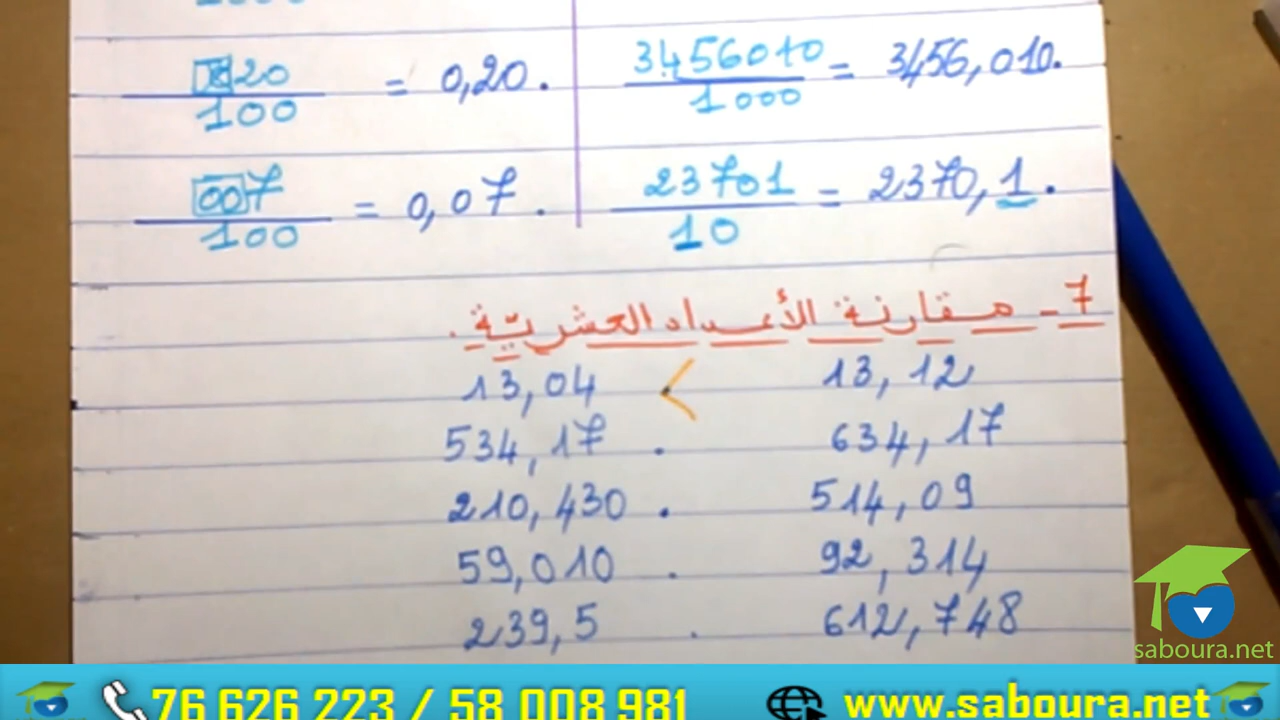 20/100 = 0,20.
3456010/1000 = 3456,010.
007/100 = 0,07.
23701/10 = 2370,1.
7- مقارنة الأعداد العشريّة.
13,04 < 13,12
534,17 . 634,17
210,430 . 514,09
59,010 . 92,314
239,5 . 612,748
saboura.net
76 626 223 / 58 008 981
www.saboura.net